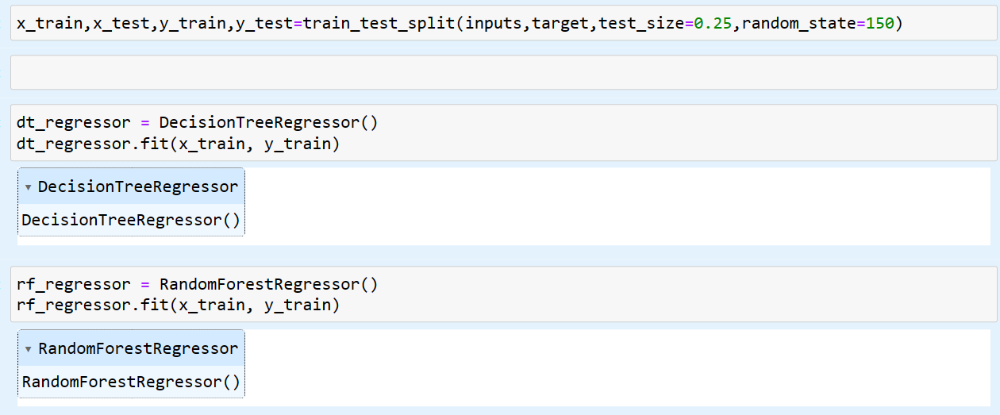 x_train,x_test,y_train,y_test=train_test_split(inputs,target,test_size=0.25,random_state=150)
dt_regressor = DecisionTreeRegressor()
dt_regressor.fit(x_train, y_train)
▾ DecisionTreeRegressor
DecisionTreeRegressor()
rf_regressor = RandomForestRegressor()
rf_regressor.fit(x_train, y_train)
▾ RandomForestRegressor
RandomForestRegressor()